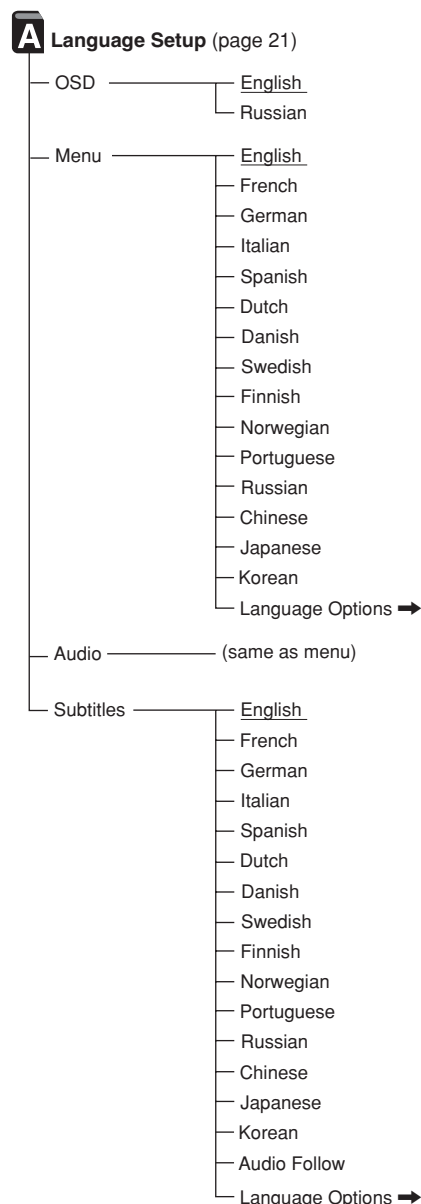 A Language Setup (page 21)
OSD English
Russian
Menu English
French
German
Italian
Spanish
Dutch
Danish
Swedish
Finnish
Norwegian
Portuguese
Russian
Chinese
Japanese
Korean
Language Options ➡
Audio (same as menu)
Subtitles English
French
German
Italian
Spanish
Dutch
Danish
Swedish
Finnish
Norwegian
Portuguese
Russian
Chinese
Japanese
Korean
Audio Follow
Language Options ➡